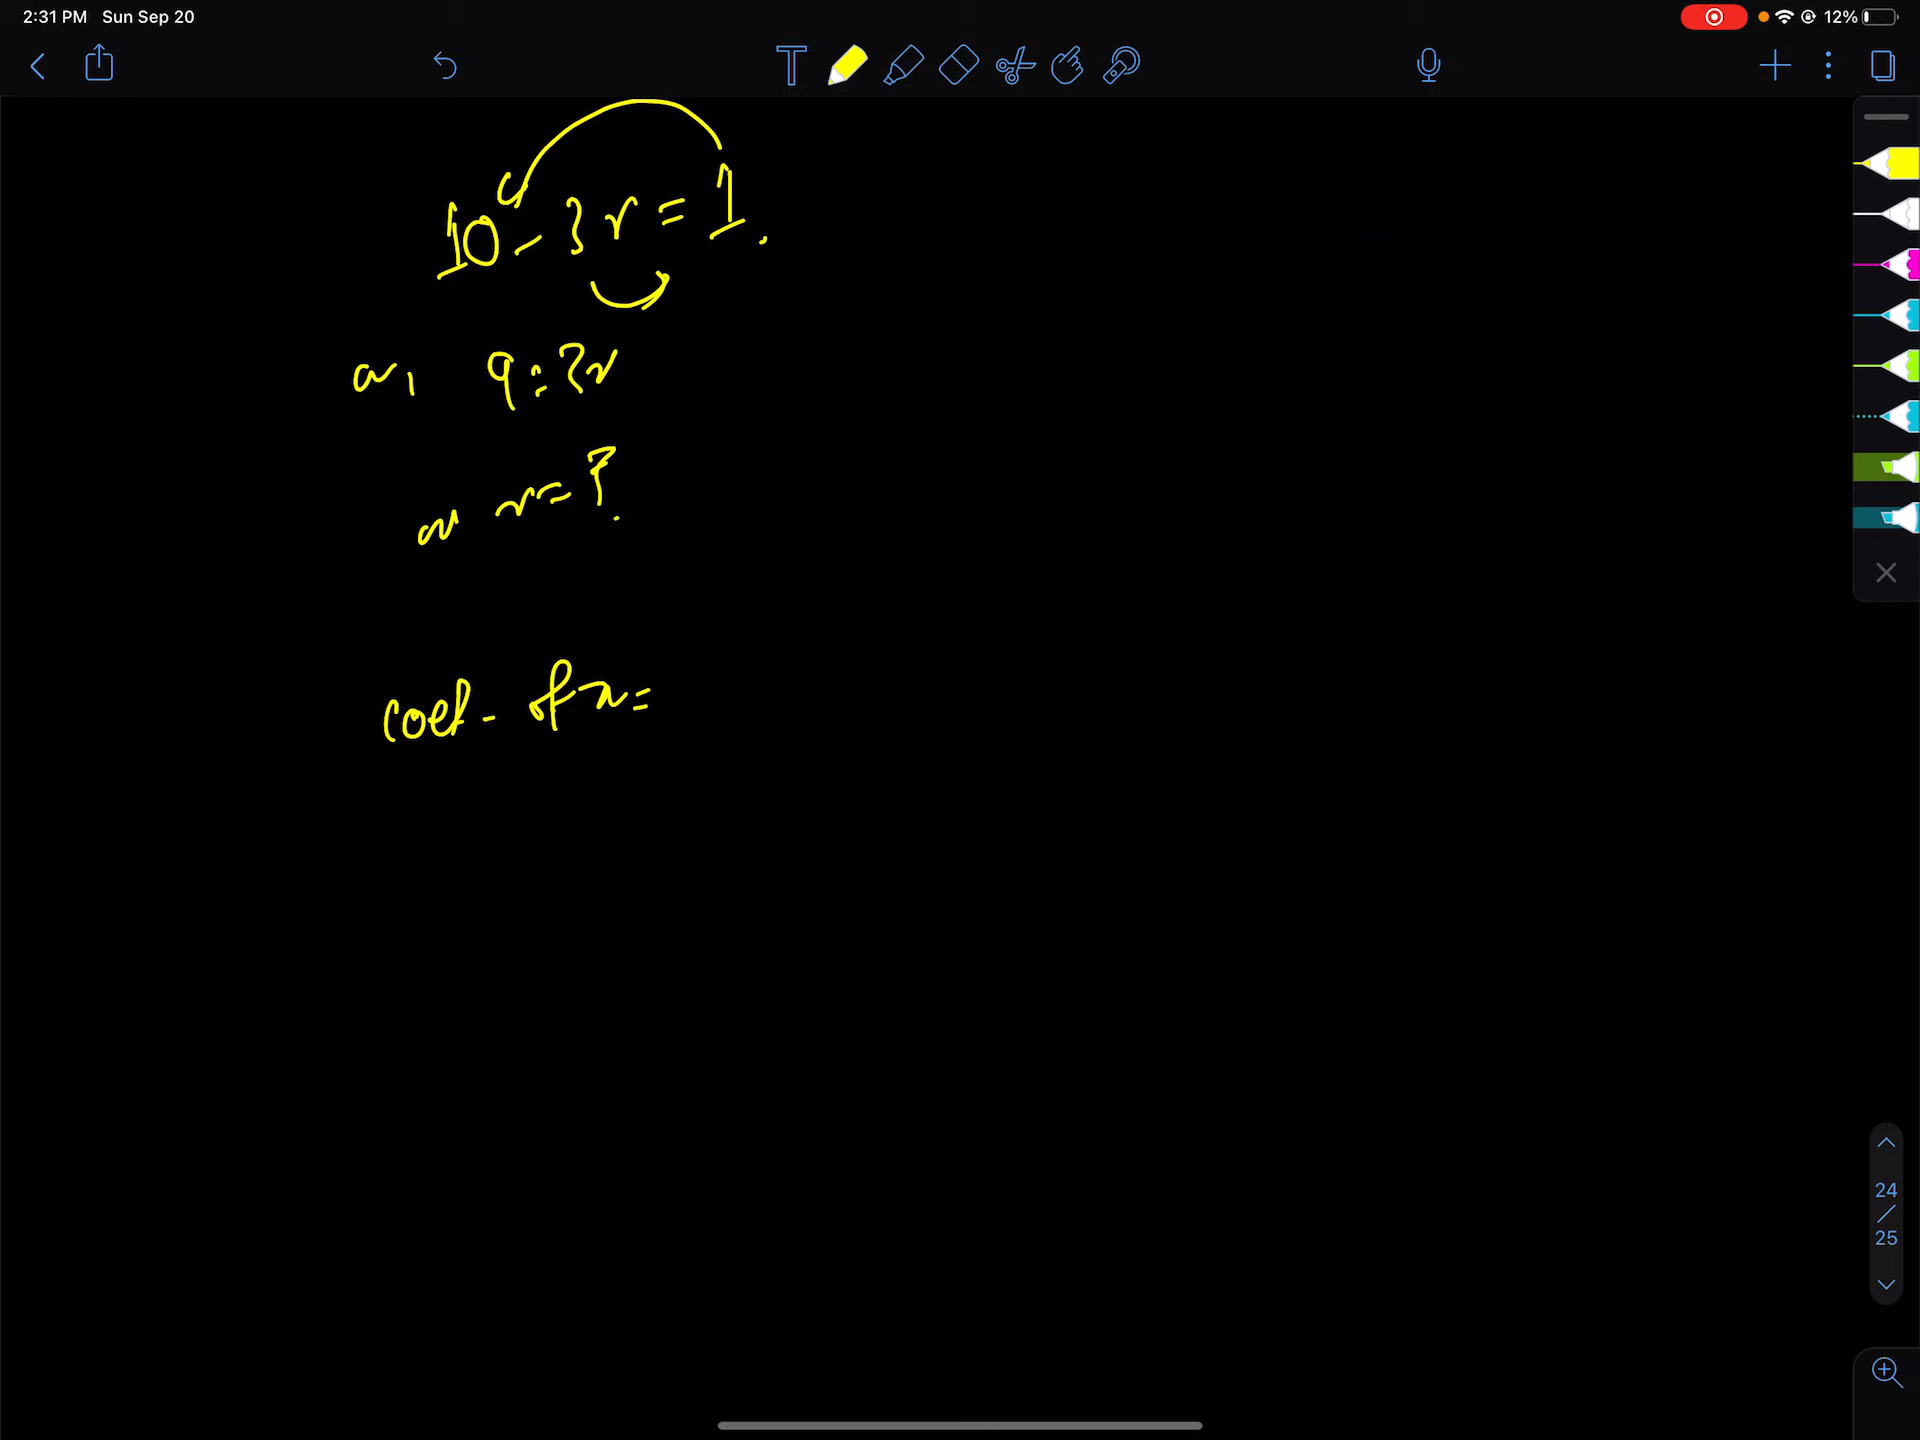 2:31 PM Sun Sep 20
12%
10 - 3r = 1.
or, 9 = 3r
or r = 3.
coef. of x =
24
/
25